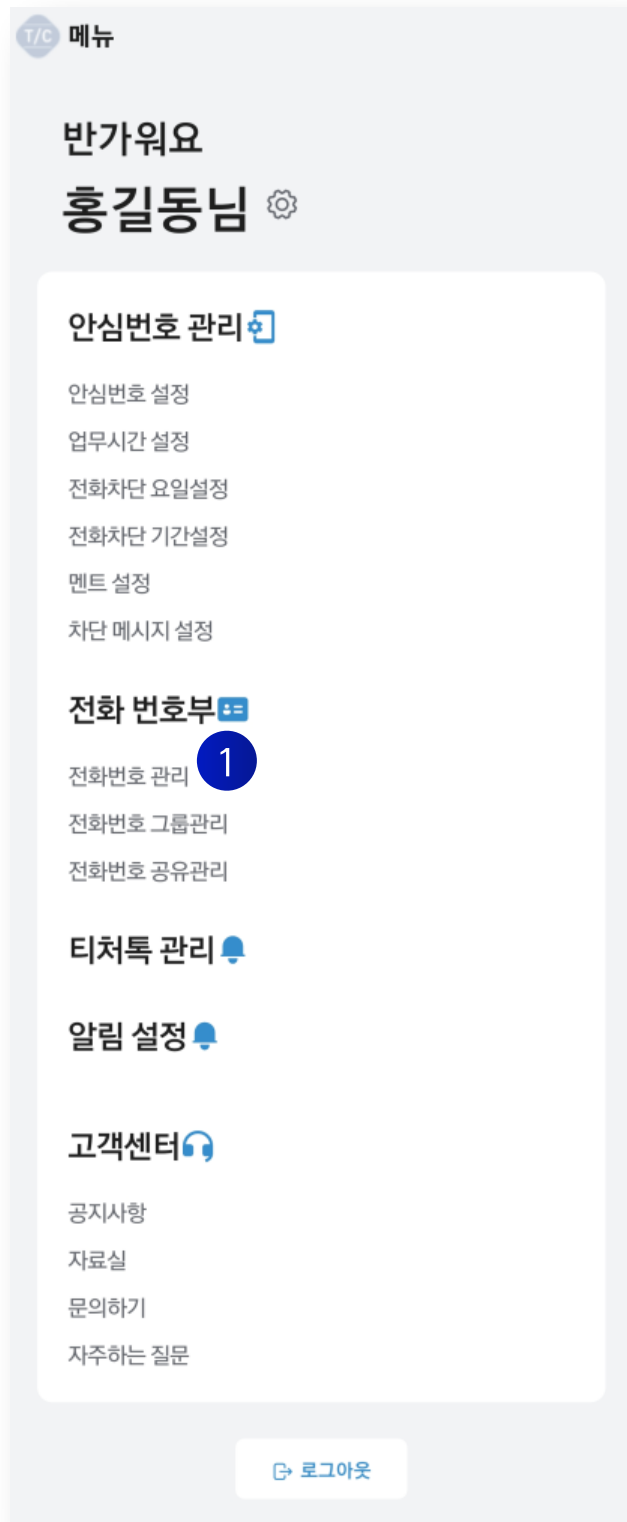 T/C 메뉴
반가워요
홍길동님
안심번호 관리
안심번호 설정
업무시간 설정
전화차단 요일설정
전화차단 기간설정
멘트 설정
차단 메시지 설정
전화 번호부
1
전화번호 관리
전화번호 그룹관리
전화번호 공유관리
티처톡 관리
알림 설정
고객센터
공지사항
자료실
문의하기
자주하는 질문
로그아웃